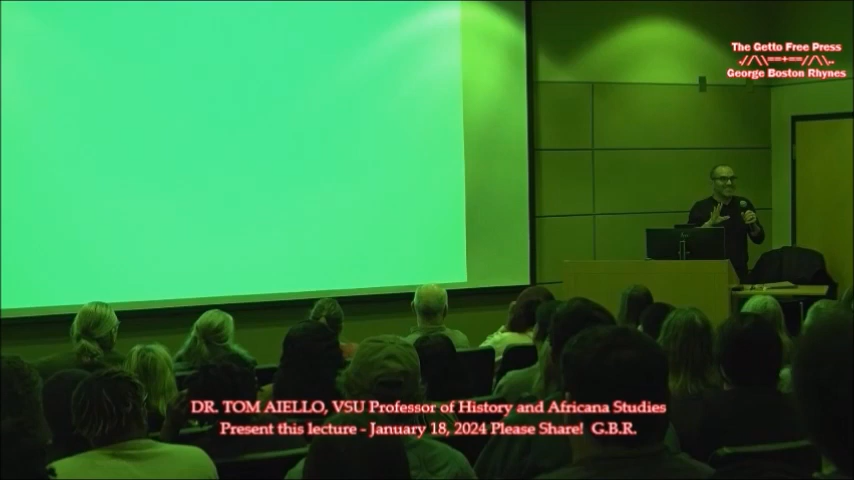 The Getto Free Press
./\/\\==+==//\/\..
George Boston Rhynes
DR. TOM AIELLO, VSU Professor of History and Africana Studies
Present this lecture - January 18, 2024 Please Share! G.B.R.